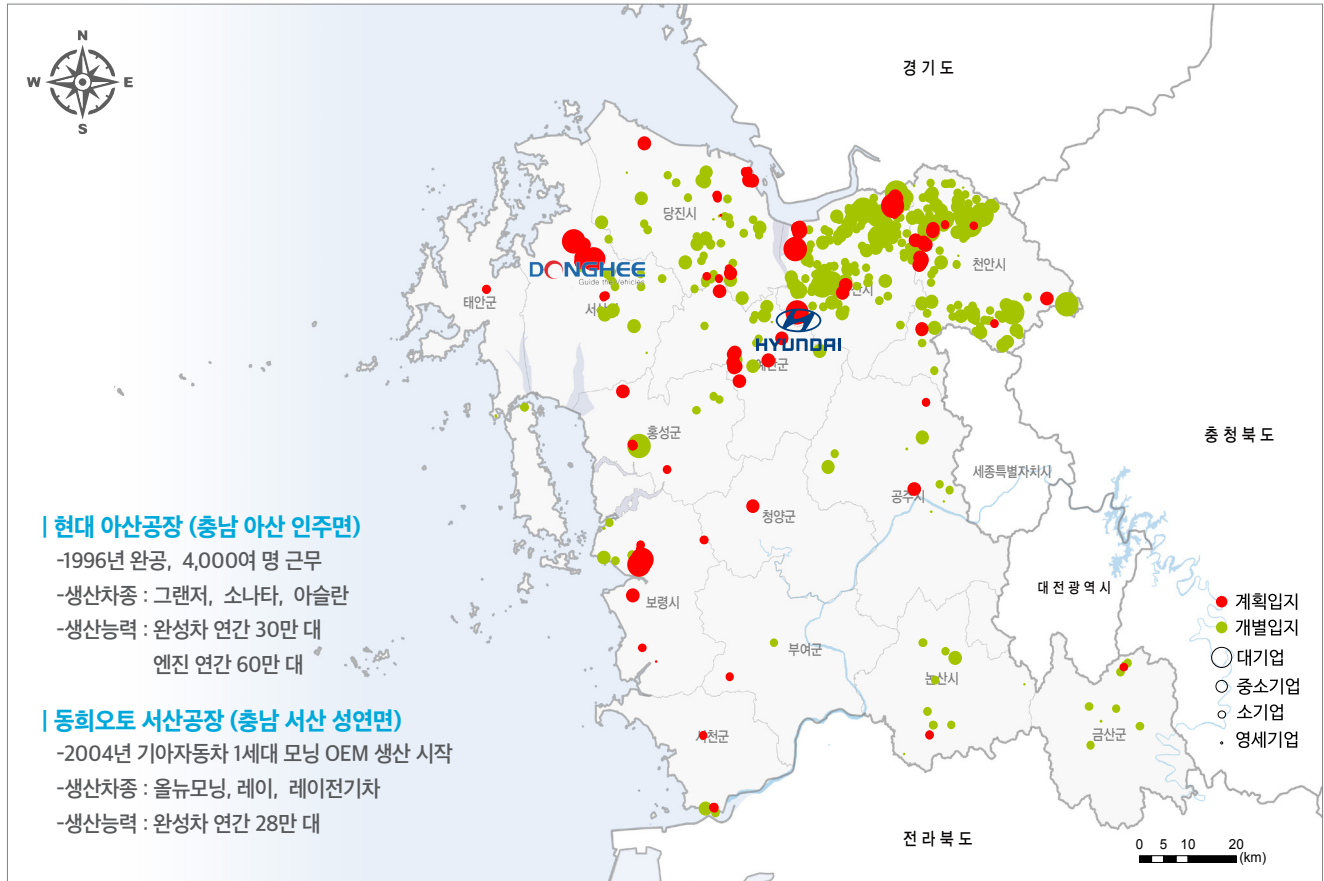 N
W
E
S
경기도
당진시
천안시
DONGHEE
Guide the Vehicles
태안군
HYUNDAI
예산군
홍성군
충청북도
세종특별자치시
공주시
청양군
| 현대 아산공장 (충남 아산 인주면)
-1996년 완공, 4,000여 명 근무
-생산차종 : 그랜저, 소나타, 아슬란
-생산능력 : 완성차 연간 30만 대
엔진 연간 60만 대
대전광역시
보령시
계획입지
개별입지
대기업
중소기업
소기업
영세기업
부여군
논산시
| 동희오토 서산공장 (충남 서산 성연면)
-2004년 기아자동차 1세대 모닝 OEM 생산 시작
-생산차종 : 올뉴모닝, 레이, 레이전기차
-생산능력 : 완성차 연간 28만 대
서천군
금산군
전라북도
0 5 10 20
(km)